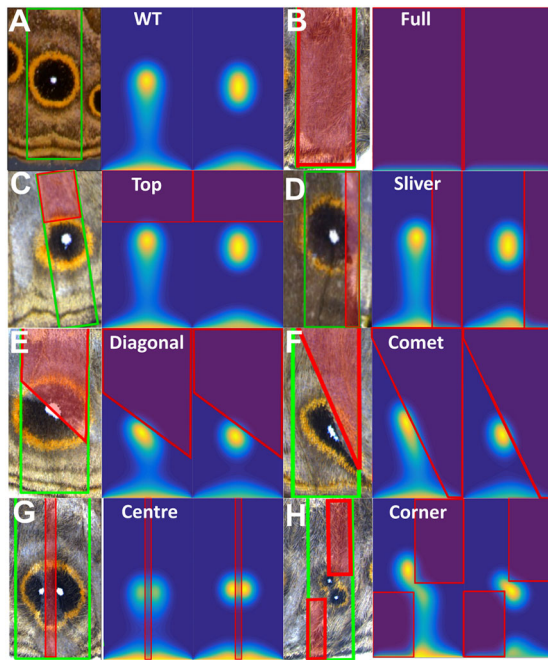 A WT
B Full
C Top
D Sliver
E Diagonal
F Comet
G Centre
H Corner